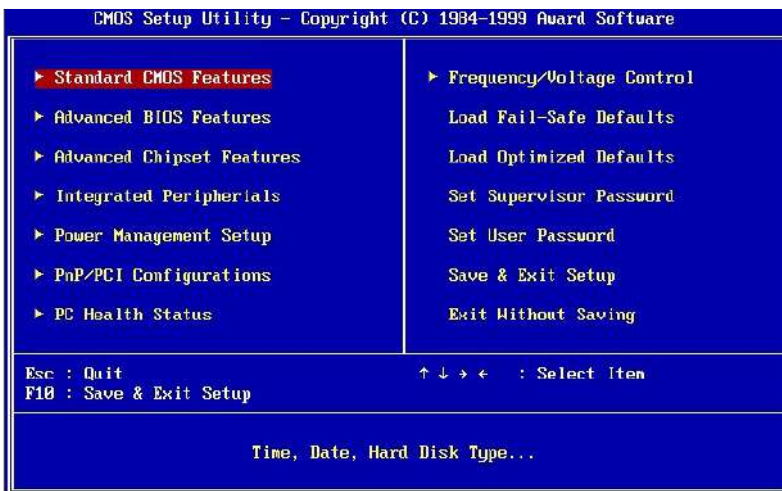 CMOS Setup Utility – Copyright (C) 1984-1999 Award Software
► Standard CMOS Features
► Advanced BIOS Features
► Advanced Chipset Features
► Integrated Peripherials
► Power Management Setup
► PnP/PCI Configurations
► PC Health Status
► Frequency/Voltage Control
Load Fail-Safe Defaults
Load Optimized Defaults
Set Supervisor Password
Set User Password
Save & Exit Setup
Exit Without Saving
Esc : Quit
F10 : Save & Exit Setup
↑ ↓ → ← : Select Item
Time, Date, Hard Disk Type...